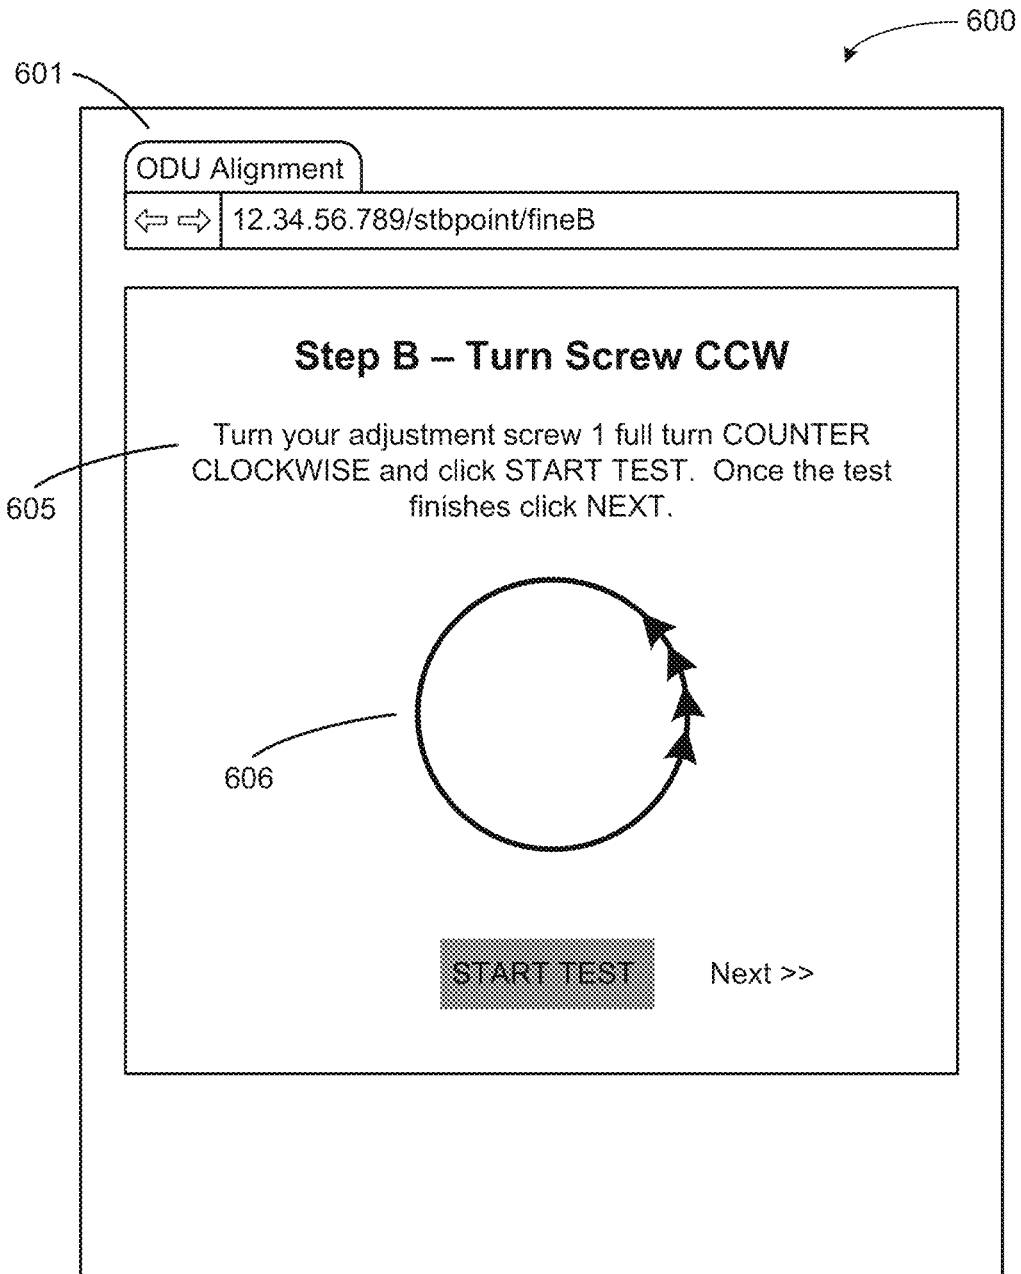 600
601
ODU Alignment
12.34.56.789/stbpoint/fineB
Step B – Turn Screw CCW
Turn your adjustment screw 1 full turn COUNTER
CLOCKWISE and click START TEST.  Once the test
finishes click NEXT.
605
606
START TEST
Next >>